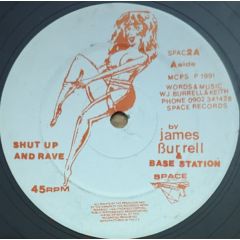 SPAC2A
A side
MCPS P 1991
WORDS & MUSIC
W.J. BURRELL & KEITH
PHONE 0902 341428
SPACE RECORDS
SHUT UP
AND RAVE
by
james
Burrell
&
BASE STATION
45RPM
SPACE